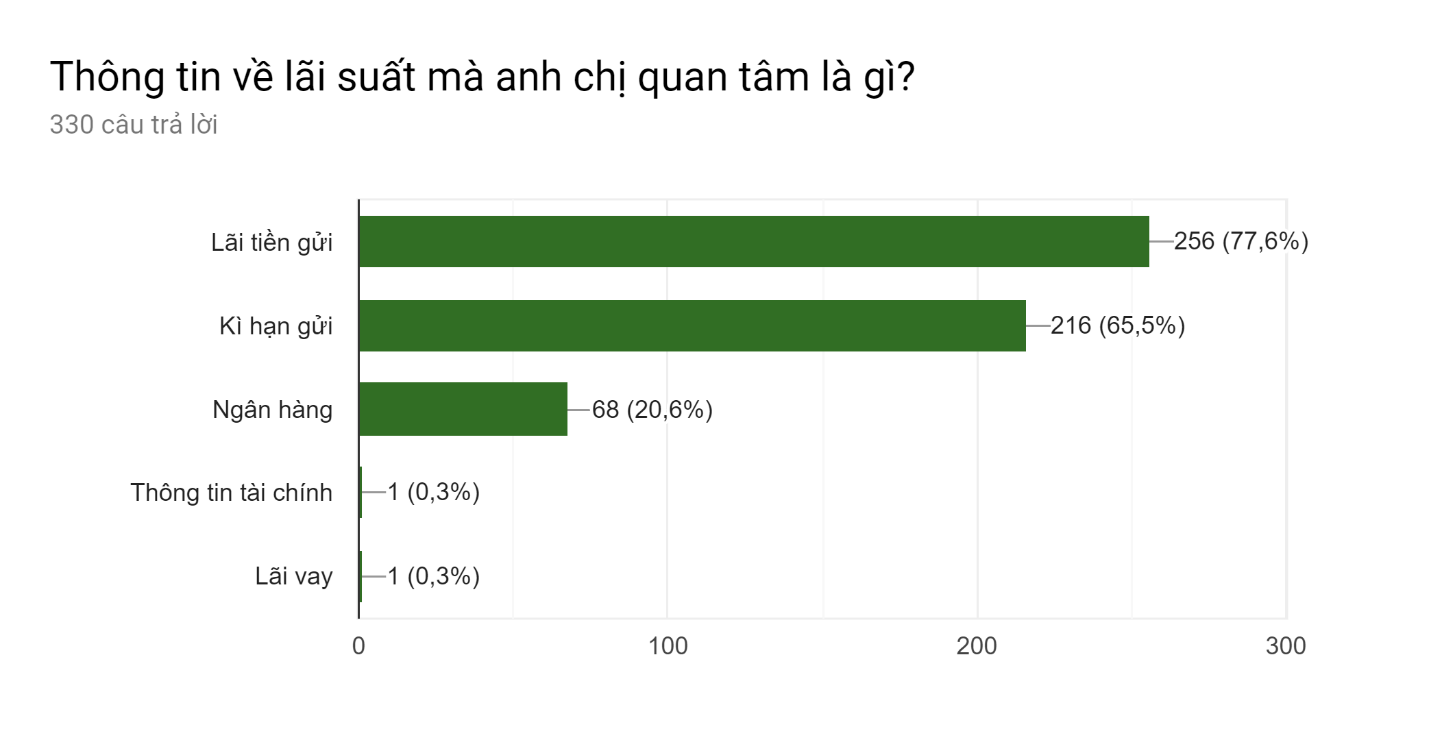 Thông tin về lãi suất mà anh chị quan tâm là gì?
330 câu trả lời
Lãi tiền gửi 256 (77,6%)
Kì hạn gửi 216 (65,5%)
Ngân hàng 68 (20,6%)
Thông tin tài chính 1 (0,3%)
Lãi vay 1 (0,3%)
0 100 200 300